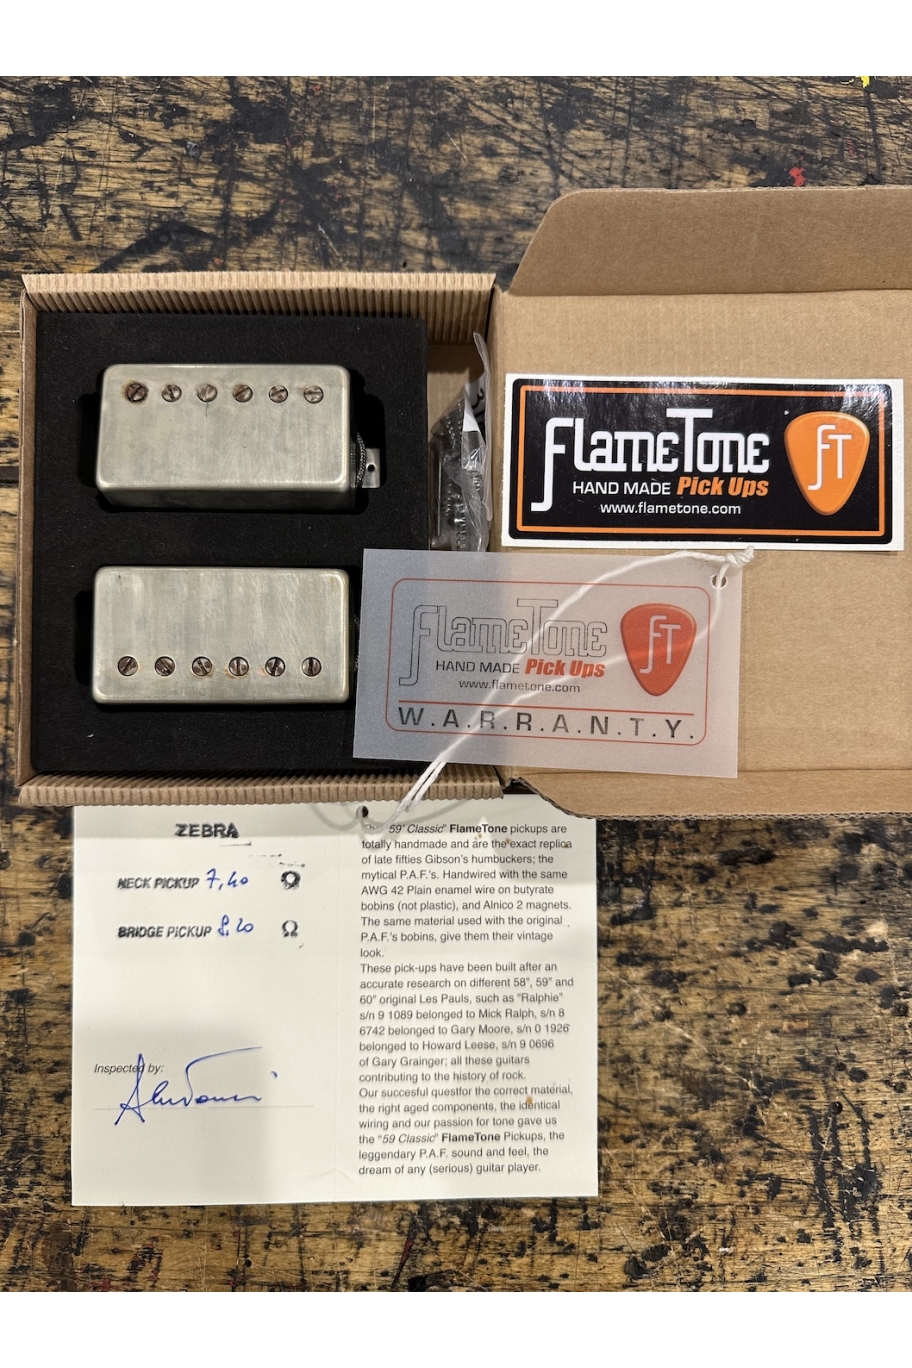 FlameTone
FT
HAND MADE Pick Ups
www.flametone.com
FlameTone
FT
HAND MADE Pick Ups
www.flametone.com
W.A.R.R.A.N.T.Y.
ZEBRA
NECK PICKUP 7,40 Ω
BRIDGE PICKUP 8,20 Ω
Inspected by:
59' Classic" FlameTone pickups are
totally handmade and are the exact replica
of late fifties Gibson's humbuckers; the
mythical P.A.F.'s. Handwired with the same
AWG 42 Plain enamel wire on butyrate
bobins (not plastic), and Alnico 2 magnets.
The same material used with the original
P.A.F.'s bobins, give them their vintage
look.
These pick-ups have been built after an
accurate research on different 58", 59" and
60" original Les Pauls, such as "Ralphie"
s/n 9 1089 belonged to Mick Ralph, s/n 8
6742 belonged to Gary Moore, s/n 0 1926
belonged to Howard Leese, s/n 9 0696
of Gary Grainger; all these guitars
contributing to the history of rock.
Our succesful questfor the correct material,
the right aged components, the identical
wiring and our passion for tone gave us
the "59 Classic" FlameTone Pickups, the
leggendary P.A.F. sound and feel, the
dream of any (serious) guitar player.